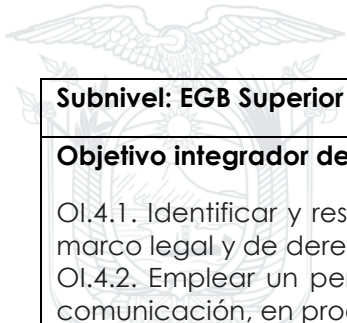 Subnivel: EGB Superior
Objetivo integrador de
OI.4.1. Identificar y res
marco legal y de dere
OI.4.2. Emplear un pe
comunicación, en pro